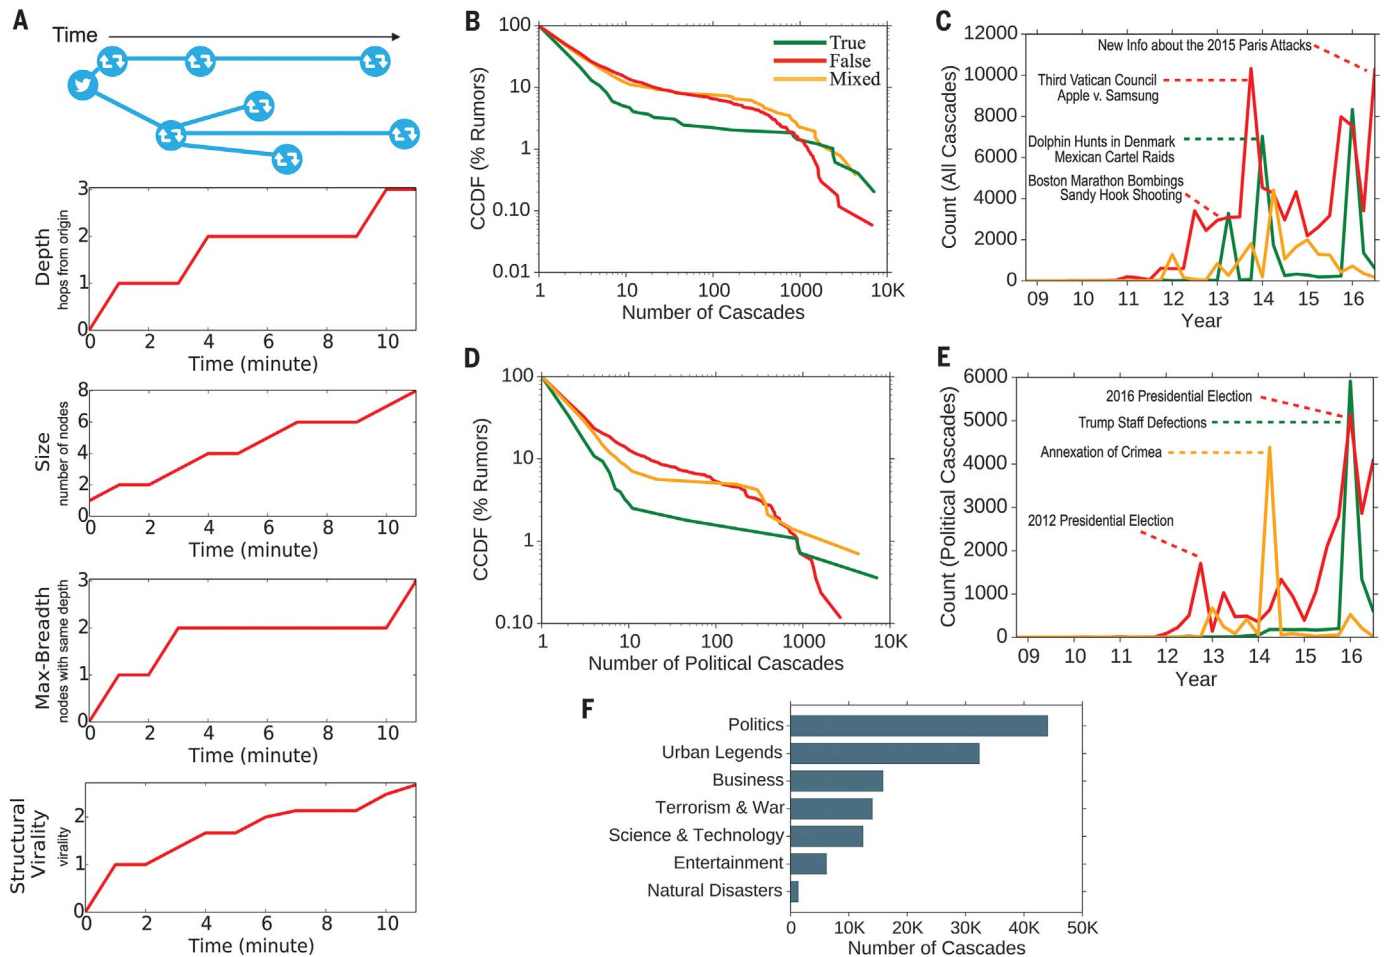 A
Time
3
2
1
0
Depth
hops from origin
0 2 4 6 8 10
Time (minute)
8
6
4
2
0
Size
number of nodes
0 2 4 6 8 10
Time (minute)
3
2
1
0
Max-Breadth
nodes with same depth
0 2 4 6 8 10
Time (minute)
2
1
0
Structural
Virality
virality
0 2 4 6 8 10
Time (minute)
B
100
10
1
0.10
0.01
CCDF (% Rumors)
True
False
Mixed
1 10 100 1000 10K
Number of Cascades
C
12000
10000
8000
6000
4000
2000
0
Count (All Cascades)
New Info about the 2015 Paris Attacks
Third Vatican Council
Apple v. Samsung
Dolphin Hunts in Denmark
Mexican Cartel Raids
Boston Marathon Bombings
Sandy Hook Shooting
09 10 11 12 13 14 15 16
Year
D
100
10
1
0.10
CCDF (% Rumors)
1 10 100 1000 10K
Number of Political Cascades
E
6000
5000
4000
3000
2000
1000
0
Count (Political Cascades)
2016 Presidential Election
Trump Staff Defections
Annexation of Crimea
2012 Presidential Election
09 10 11 12 13 14 15 16
Year
F
Politics
Urban Legends
Business
Terrorism & War
Science & Technology
Entertainment
Natural Disasters
0 10K 20K 30K 40K 50K
Number of Cascades